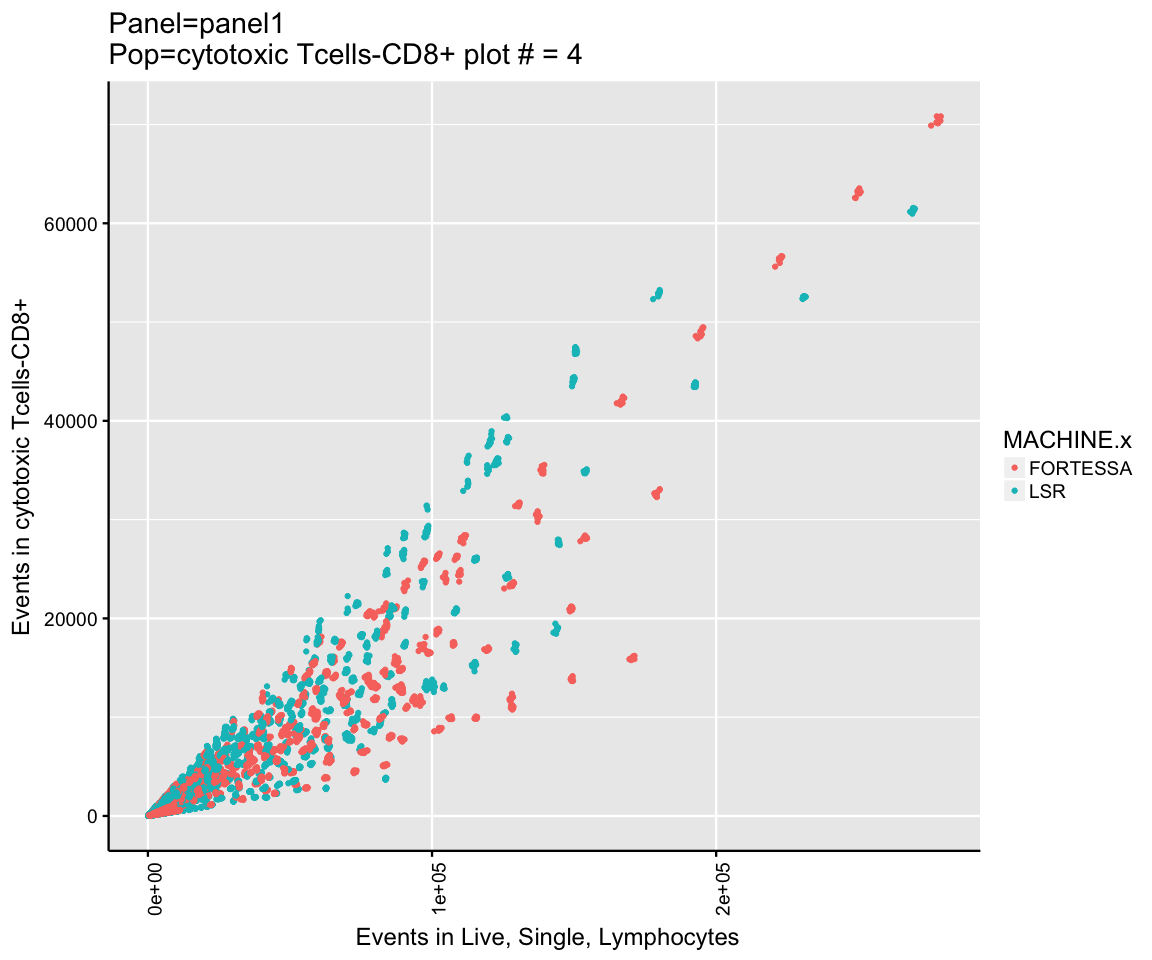 Panel=panel1
Pop=cytotoxic Tcells-CD8+ plot # = 4
Events in cytotoxic Tcells-CD8+
60000
40000
20000
0
0e+00
1e+05
2e+05
Events in Live, Single, Lymphocytes
MACHINE.x
FORTESSA
LSR